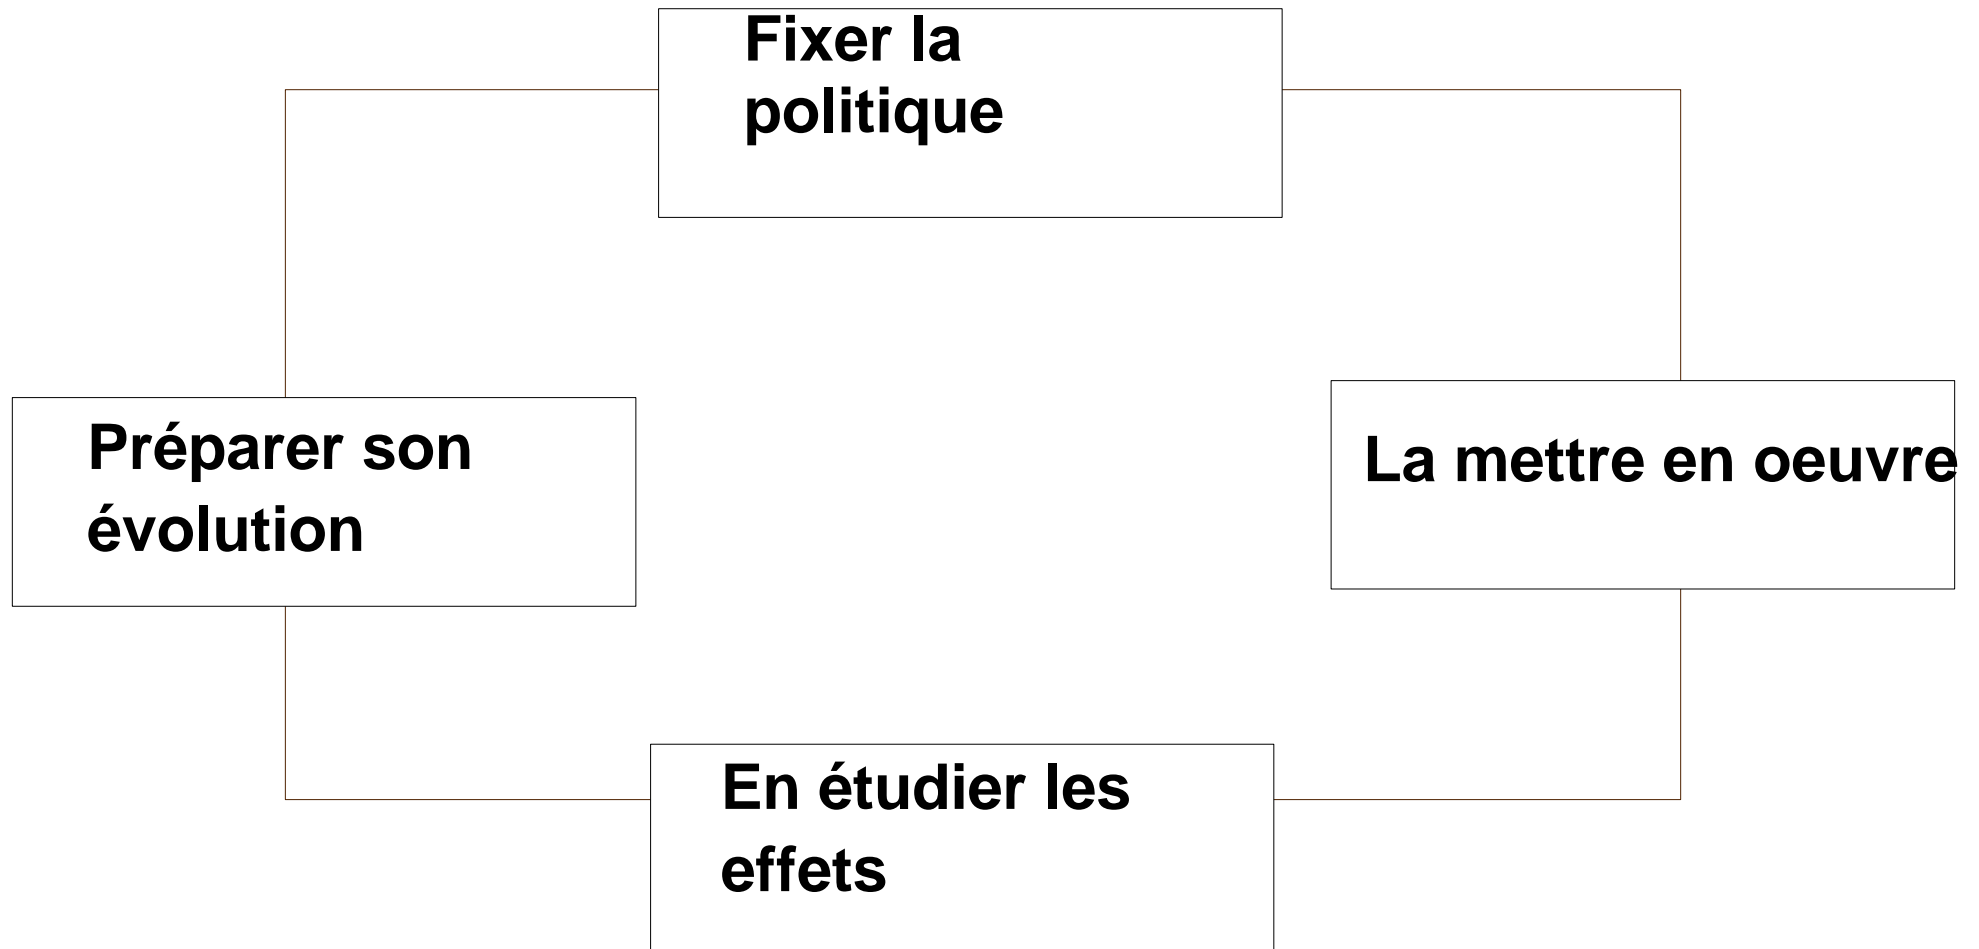 Fixer la
politique
Préparer son
évolution
La mettre en oeuvre
En étudier les
effets